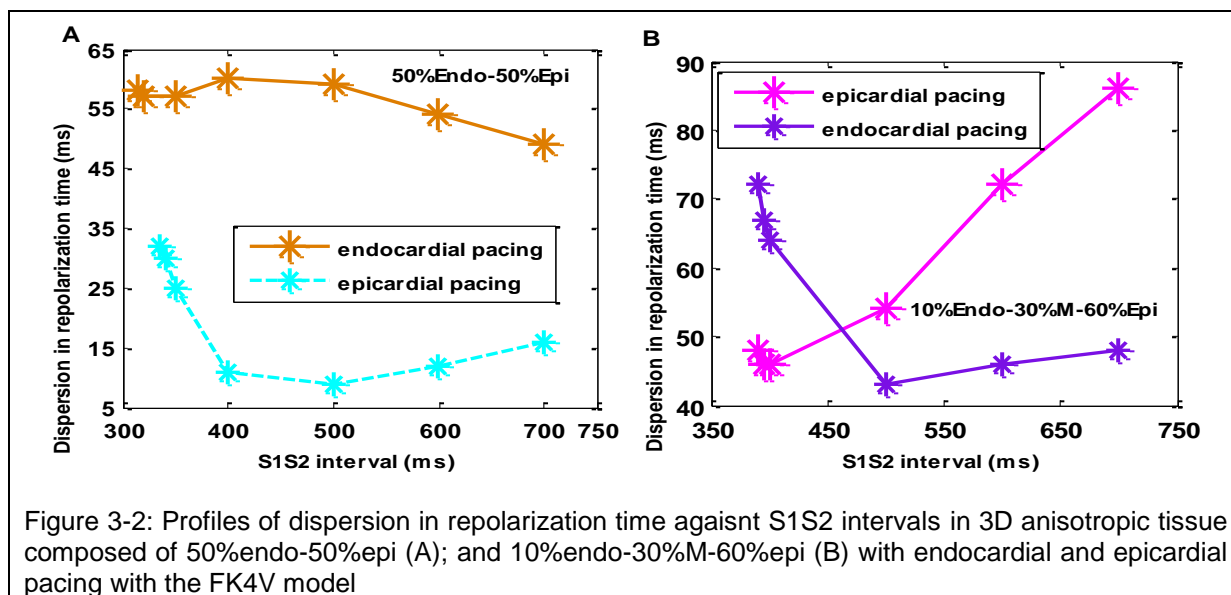 A
65
55
45
35
25
15
5
Dispersion in repolarization time (ms)
50%Endo-50%Epi
endocardial pacing
epicardial pacing
300 400 500 600 700 750
S1S2 interval (ms)
B
90
80
70
60
50
40
Dispersion in repolarization time (ms)
epicardial pacing
endocardial pacing
10%Endo-30%M-60%Epi
350 450 550 650 750
S1S2 interval (ms)
Figure 3-2: Profiles of dispersion in repolarization time agaisnt S1S2 intervals in 3D anisotropic tissue
composed of 50%endo-50%epi (A); and 10%endo-30%M-60%epi (B) with endocardial and epicardial
pacing with the FK4V model